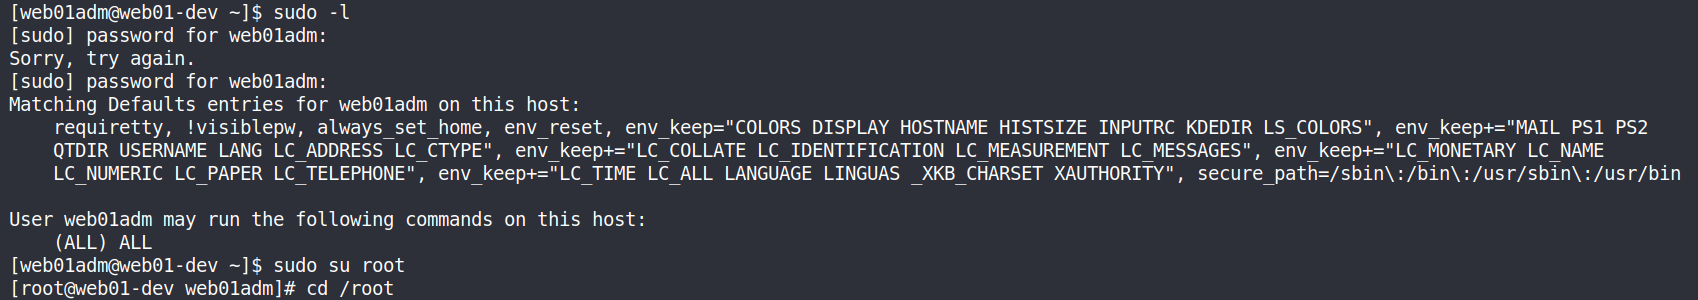 [web01adm@web01-dev ~]$ sudo -l
[sudo] password for web01adm:
Sorry, try again.
[sudo] password for web01adm:
Matching Defaults entries for web01adm on this host:
    requiretty, !visiblepw, always_set_home, env_reset, env_keep="COLORS DISPLAY HOSTNAME HISTSIZE INPUTRC KDEDIR LS_COLORS", env_keep+="MAIL PS1 PS2
    QTDIR USERNAME LANG LC_ADDRESS LC_CTYPE", env_keep+="LC_COLLATE LC_IDENTIFICATION LC_MEASUREMENT LC_MESSAGES", env_keep+="LC_MONETARY LC_NAME
    LC_NUMERIC LC_PAPER LC_TELEPHONE", env_keep+="LC_TIME LC_ALL LANGUAGE LINGUAS _XKB_CHARSET XAUTHORITY", secure_path=/sbin\:/bin\:/usr/sbin\:/usr/bin

User web01adm may run the following commands on this host:
    (ALL) ALL
[web01adm@web01-dev ~]$ sudo su root
[root@web01-dev web01adm]# cd /root